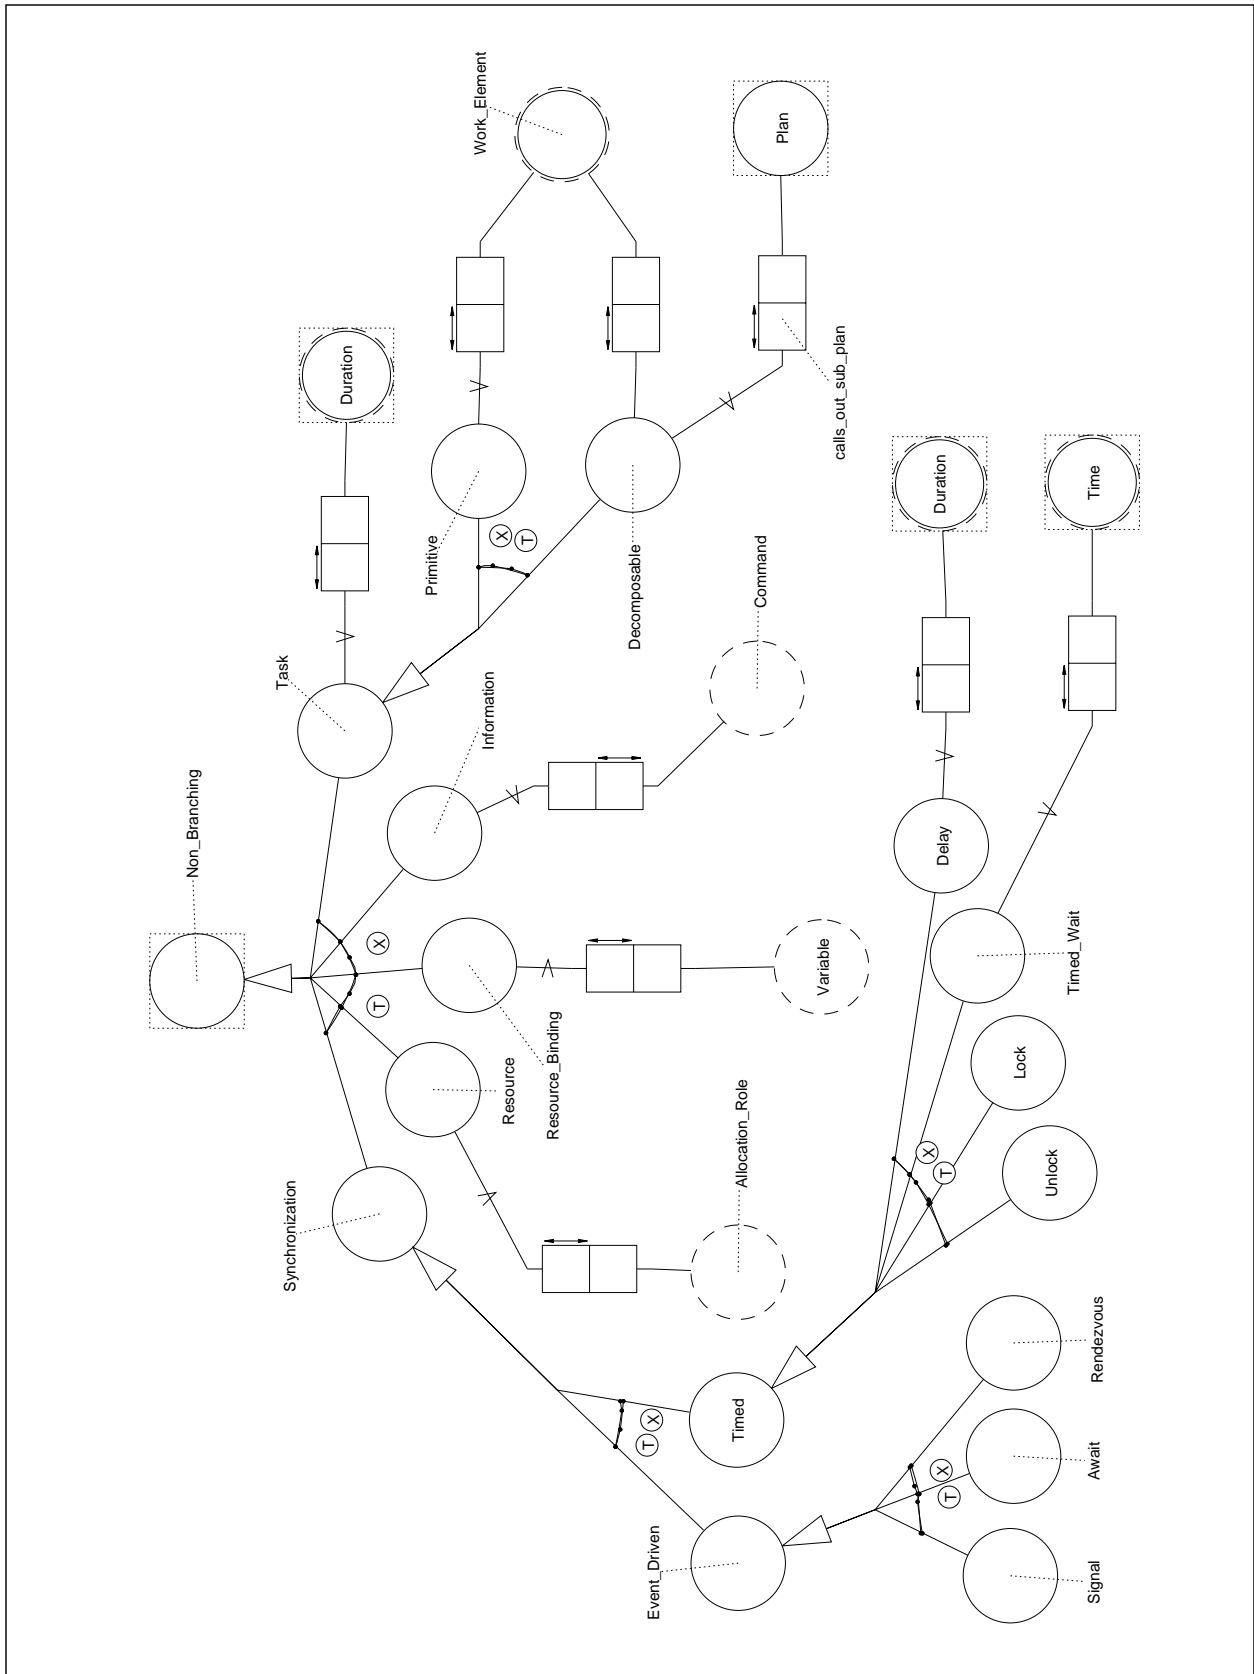 Non_Branching
Task
Duration
Work_Element
Plan
Primitive
X
T
Decomposable
calls_out_sub_plan
Information
Command
X
T
Resource_Binding
Variable
Resource
Allocation_Role
Synchronization
T
X
Timed
Event_Driven
X
T
Delay
Duration
Timed_Wait
Time
Lock
Unlock
X
T
Rendezvous
Await
Signal